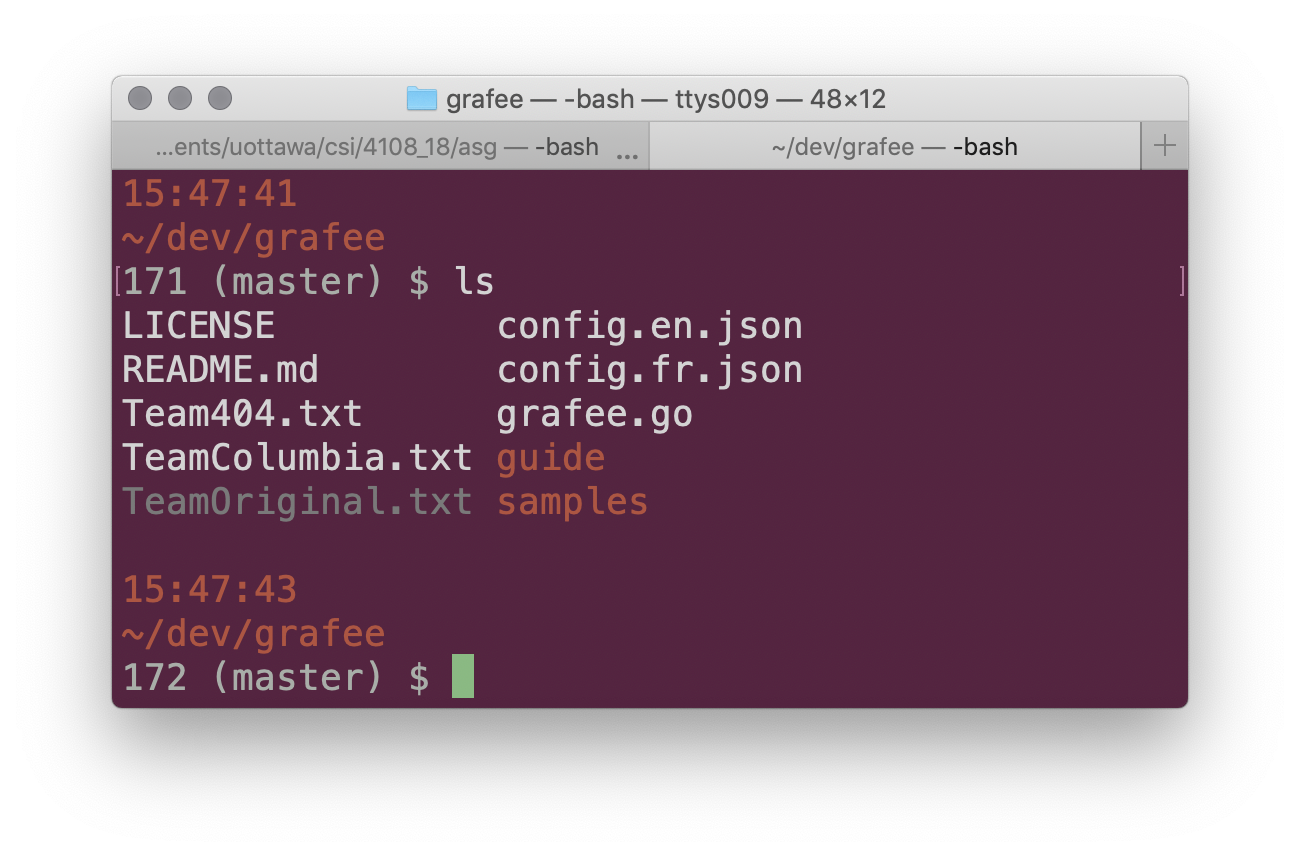 grafee — -bash — ttys009 — 48×12
...ents/uottawa/csi/4108_18/asg — -bash ... ~/dev/grafee — -bash +
15:47:41
~/dev/grafee
[171 (master) $ ls ]
LICENSE config.en.json
README.md config.fr.json
Team404.txt grafee.go
TeamColumbia.txt guide
TeamOriginal.txt samples
15:47:43
~/dev/grafee
172 (master) $